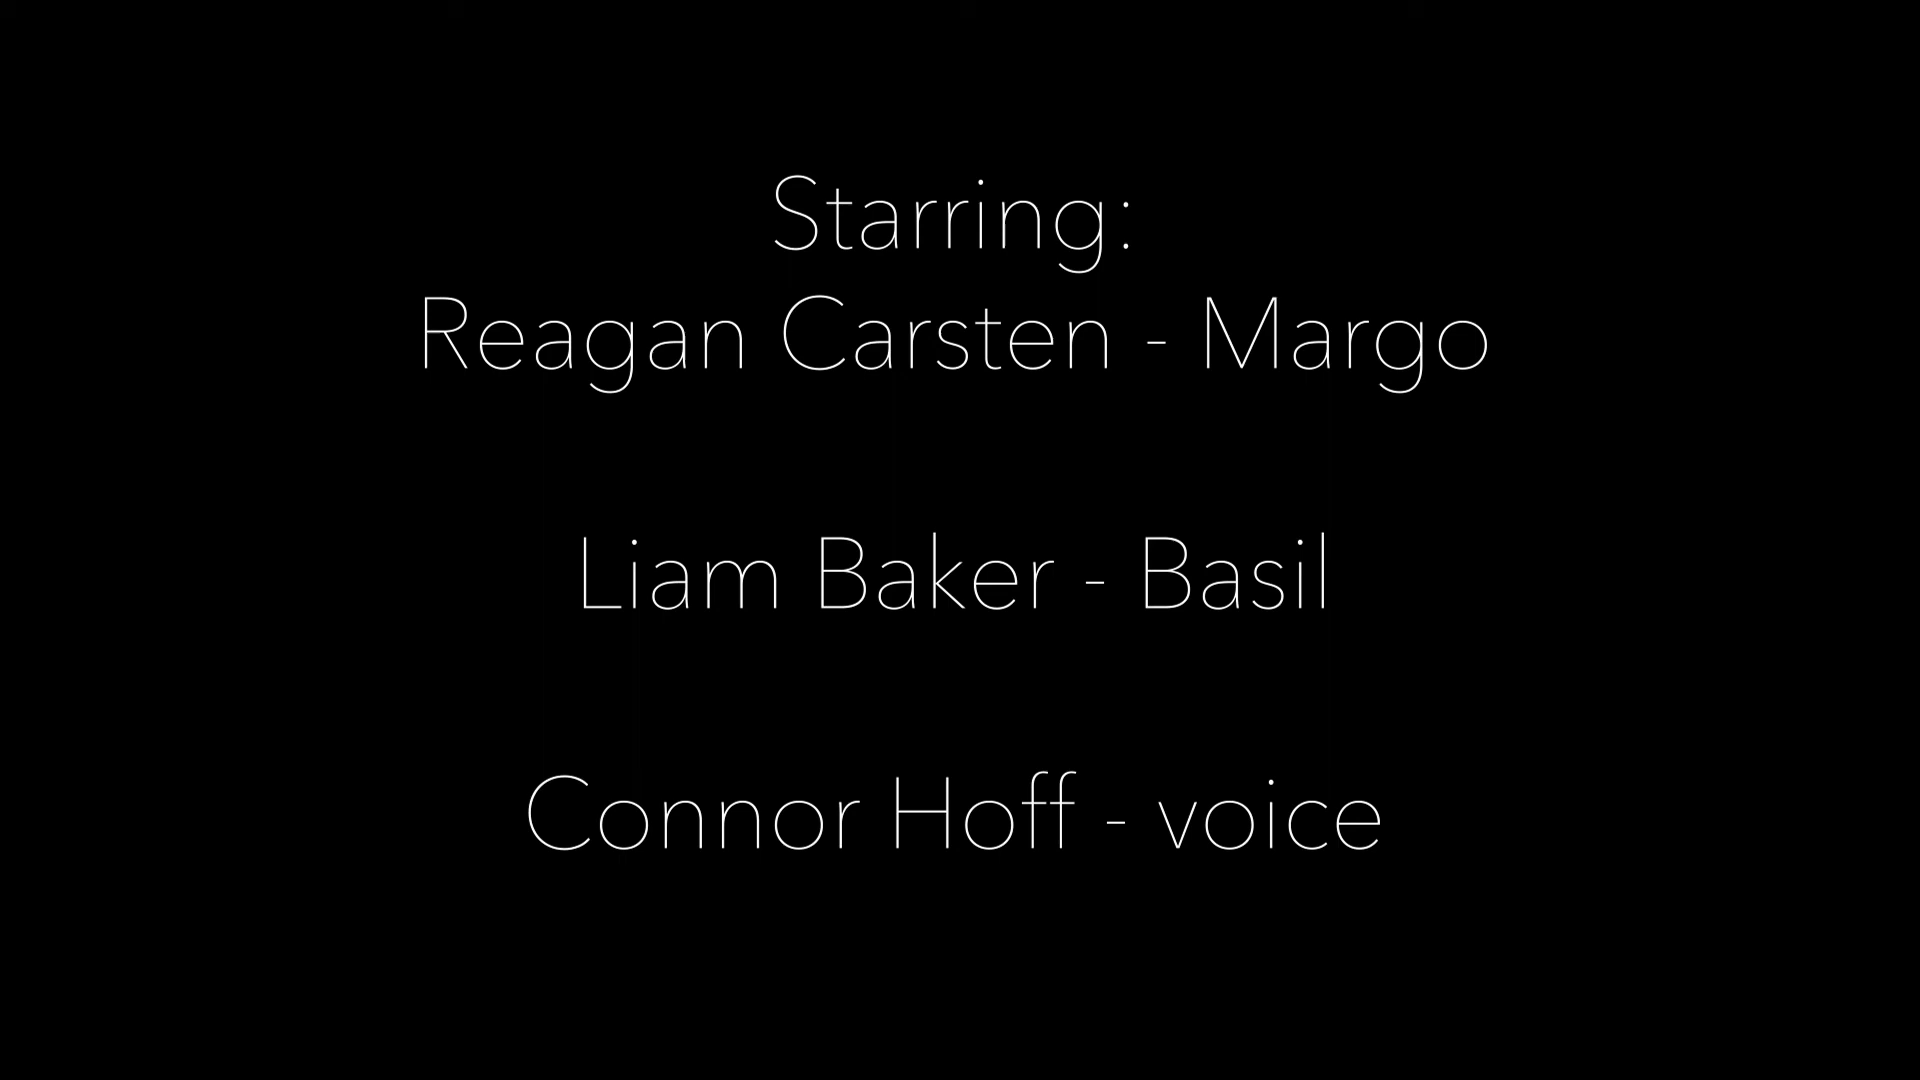 Starring:
Reagan Carsten - Margo
Liam Baker - Basil
Connor Hoff - voice